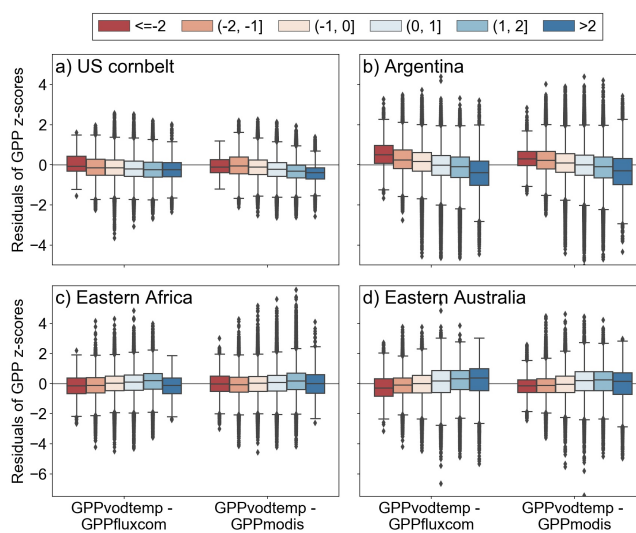 <=-2 (-2, -1] (-1, 0] (0, 1] (1, 2] >2
a) US cornbelt
b) Argentina
Residuals of GPP z-scores
4
2
0
−2
−4
c) Eastern Africa
d) Eastern Australia
Residuals of GPP z-scores
4
2
0
−2
−4
−6
GPPvodtemp - GPPvodtemp - GPPvodtemp - GPPvodtemp -
GPPfluxcom GPPmodis GPPfluxcom GPPmodis